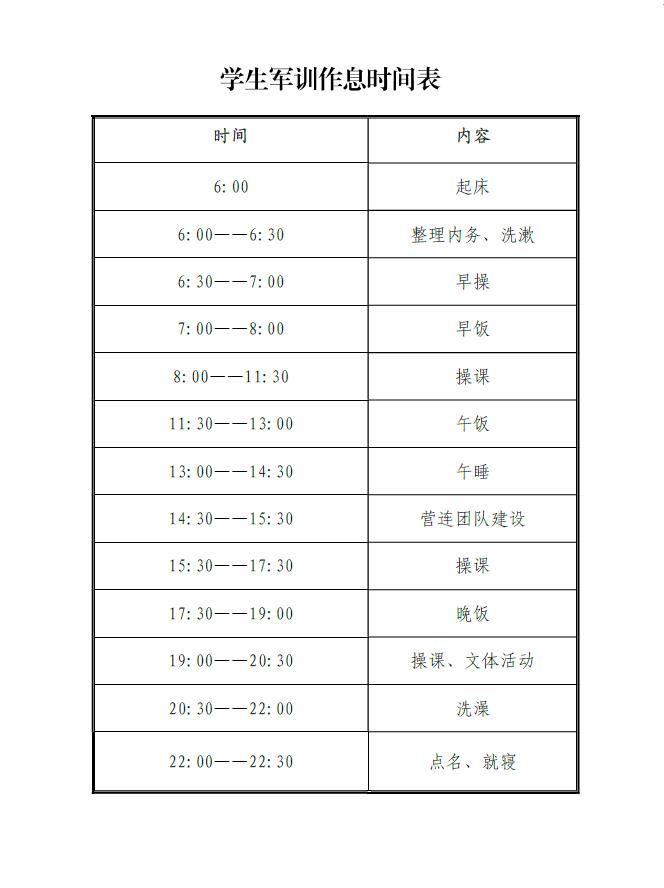 学生军训作息时间表
时间 内容
6:00 起床
6:00——6:30 整理内务、洗漱
6:30——7:00 早操
7:00——8:00 早饭
8:00——11:30 操课
11:30——13:00 午饭
13:00——14:30 午睡
14:30——15:30 营连团队建设
15:30——17:30 操课
17:30——19:00 晚饭
19:00——20:30 操课、文体活动
20:30——22:00 洗澡
22:00——22:30 点名、就寝